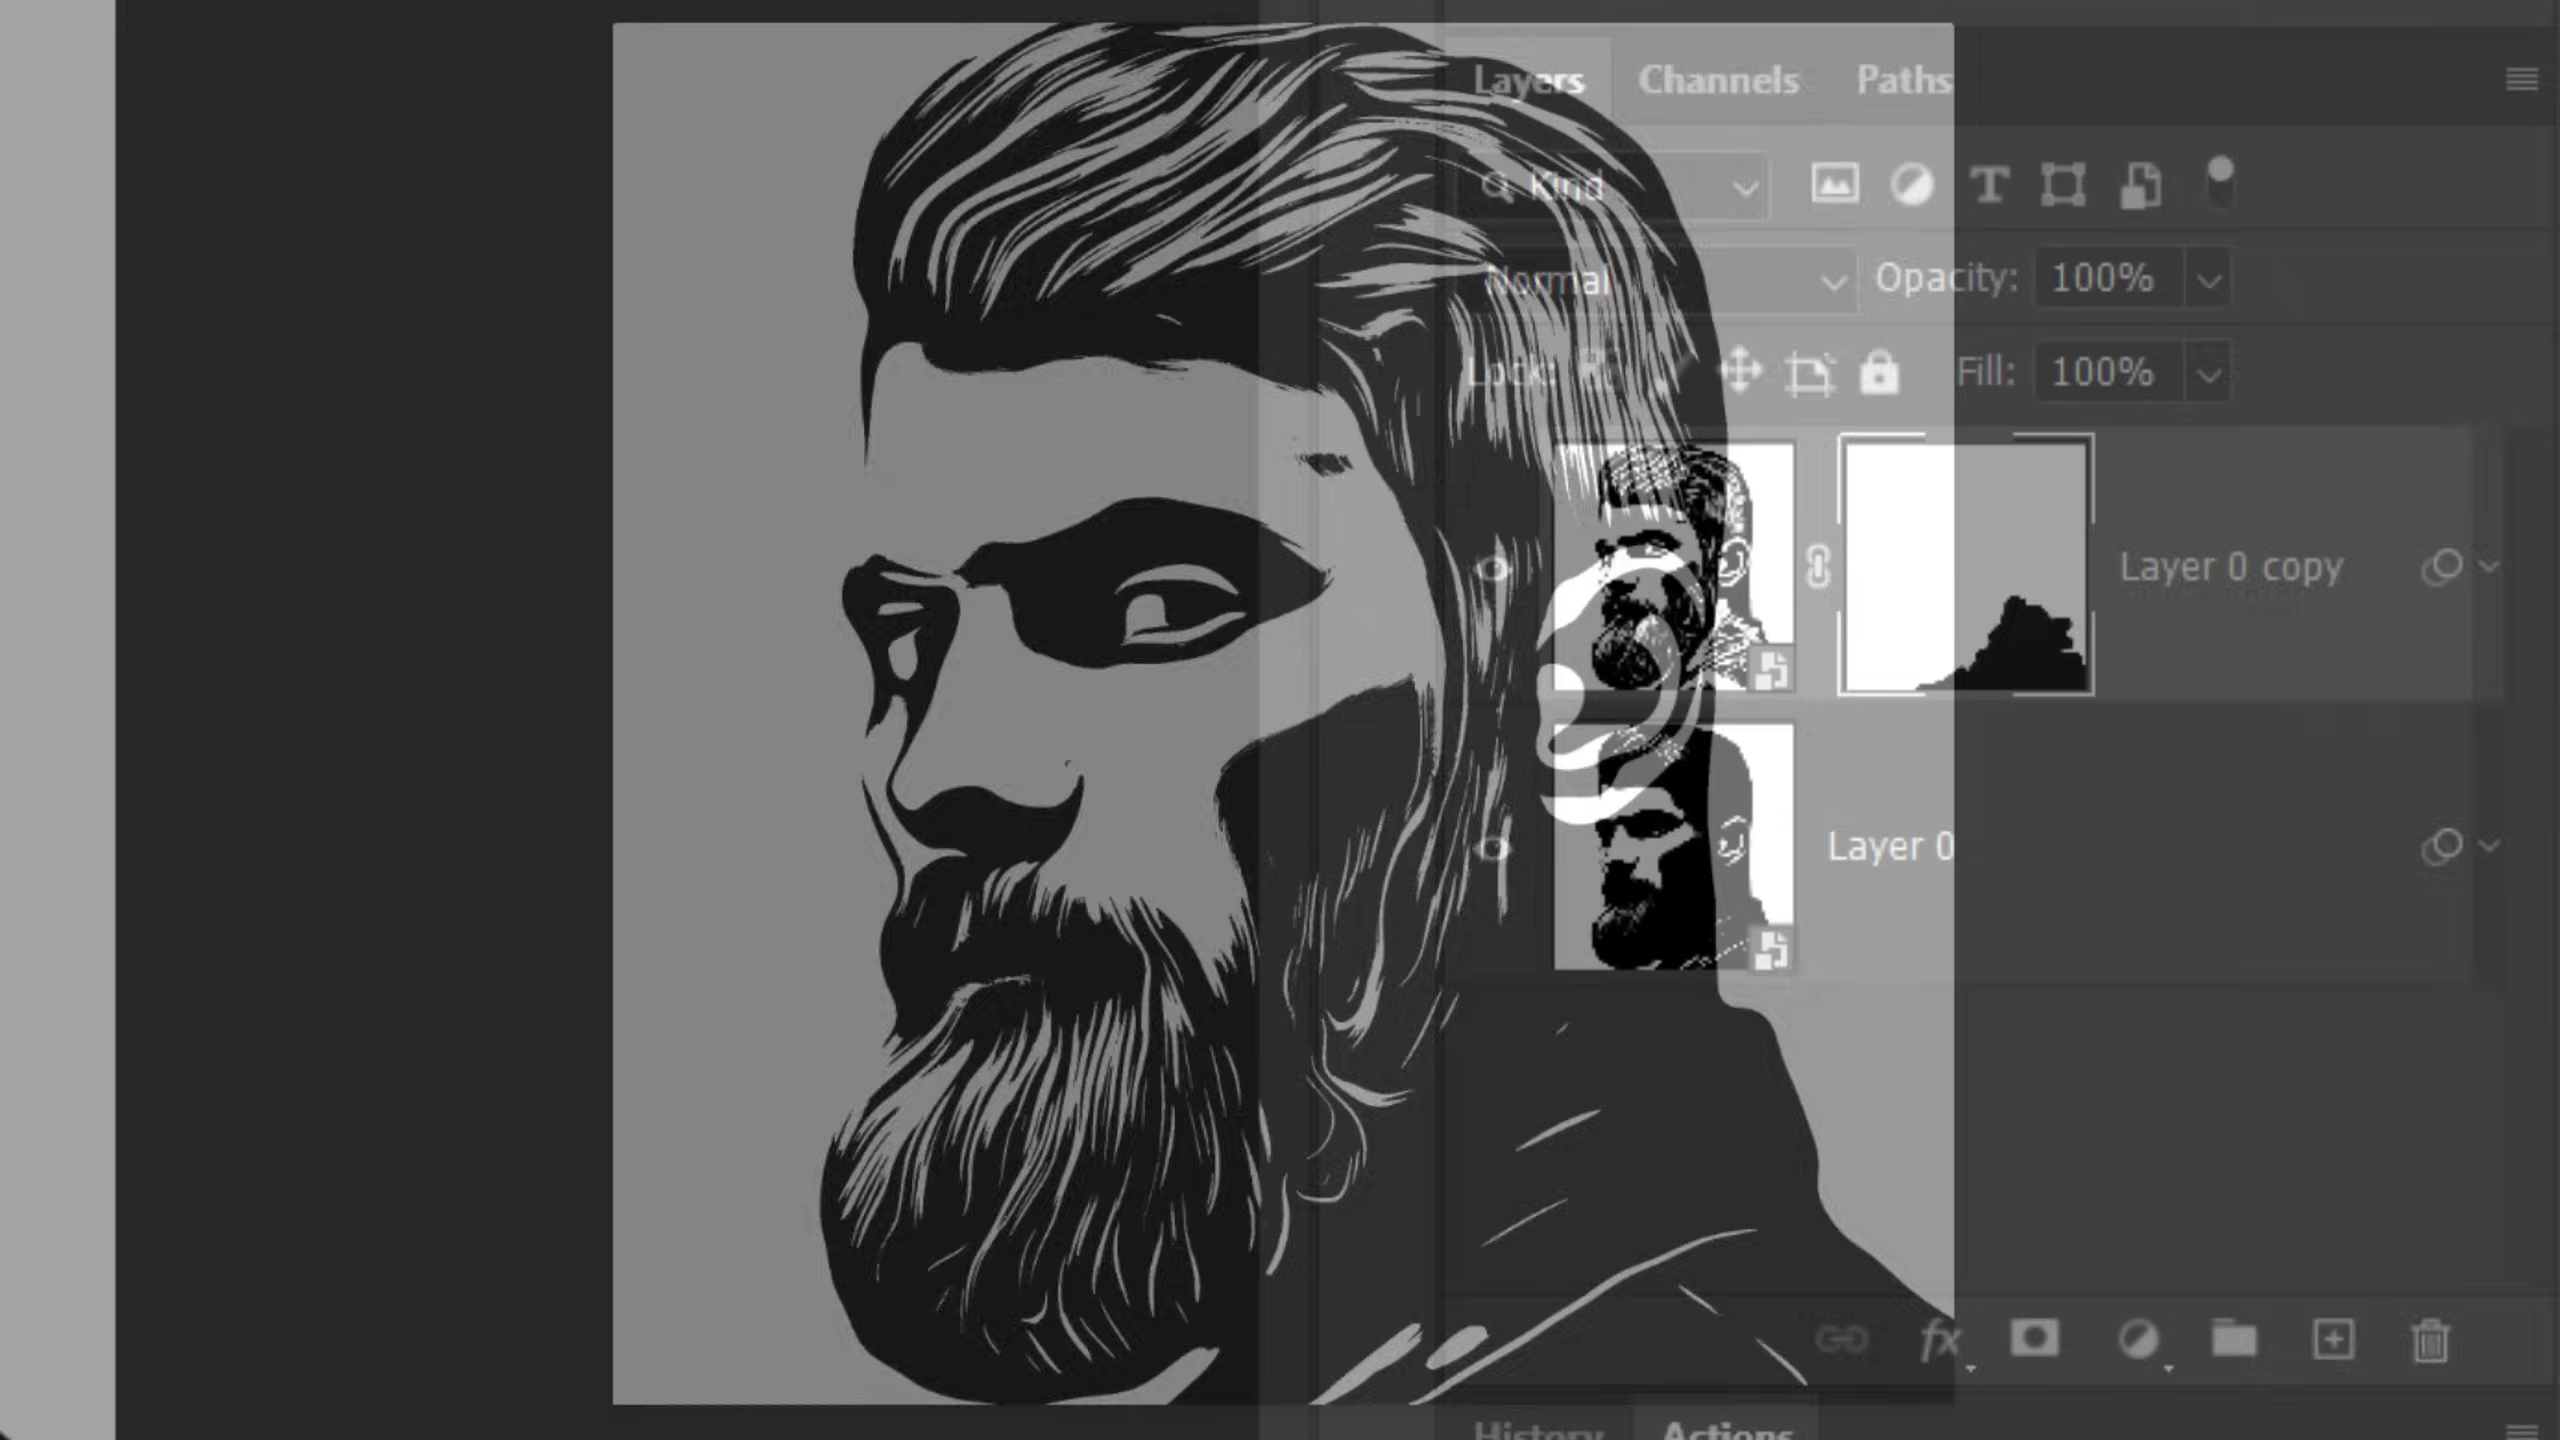 Layers Channels Paths
Kind
Normal Opacity: 100%
Lock: Fill: 100%
Layer 0 copy
Layer 0
fx
History Actions